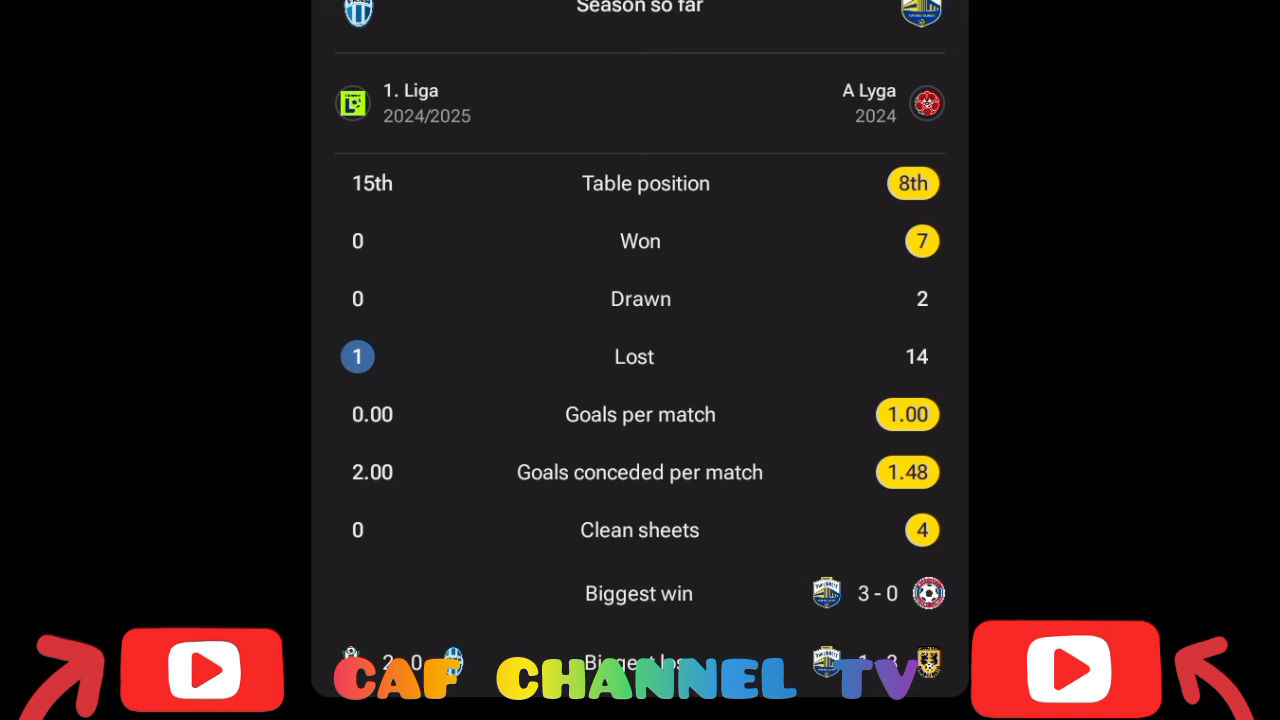 Season so far
1. Liga
2024/2025
A Lyga
2024
15th Table position 8th
0 Won 7
0 Drawn 2
1 Lost 14
0.00 Goals per match 1.00
2.00 Goals conceded per match 1.48
0 Clean sheets 4
Biggest win 3 - 0
CAF CHANNEL TV